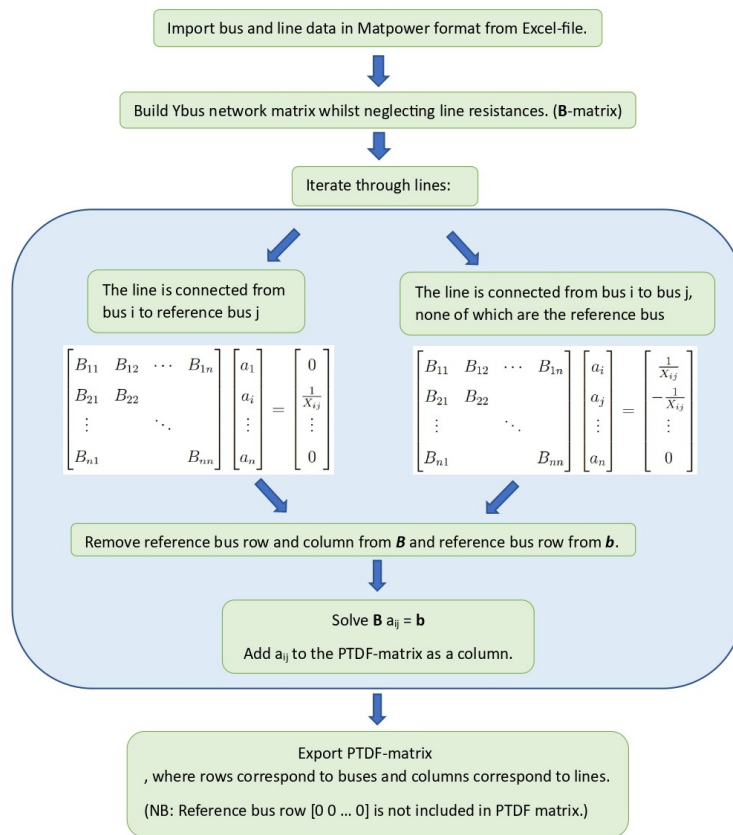 Import bus and line data in Matpower format from Excel-file.
Build Ybus network matrix whilst neglecting line resistances. (B-matrix)
Iterate through lines:
The line is connected from
bus i to reference bus j
The line is connected from bus i to bus j,
none of which are the reference bus
B₁₁ B₁₂ ⋯ B₁ₙ a₁ 0
B₂₁ B₂₂ aᵢ = 1/Xᵢⱼ
⋮ ⋱ ⋮ ⋮
Bₙ₁ Bₙₙ aₙ 0
B₁₁ B₁₂ ⋯ B₁ₙ aᵢ 1/Xᵢⱼ
B₂₁ B₂₂ aⱼ = −1/Xᵢⱼ
⋮ ⋱ ⋮ ⋮
Bₙ₁ Bₙₙ aₙ 0
Remove reference bus row and column from B and reference bus row from b.
Solve B aᵢⱼ = b
Add aᵢⱼ to the PTDF-matrix as a column.
Export PTDF-matrix
, where rows correspond to buses and columns correspond to lines.
(NB: Reference bus row [0 0 ... 0] is not included in PTDF matrix.)